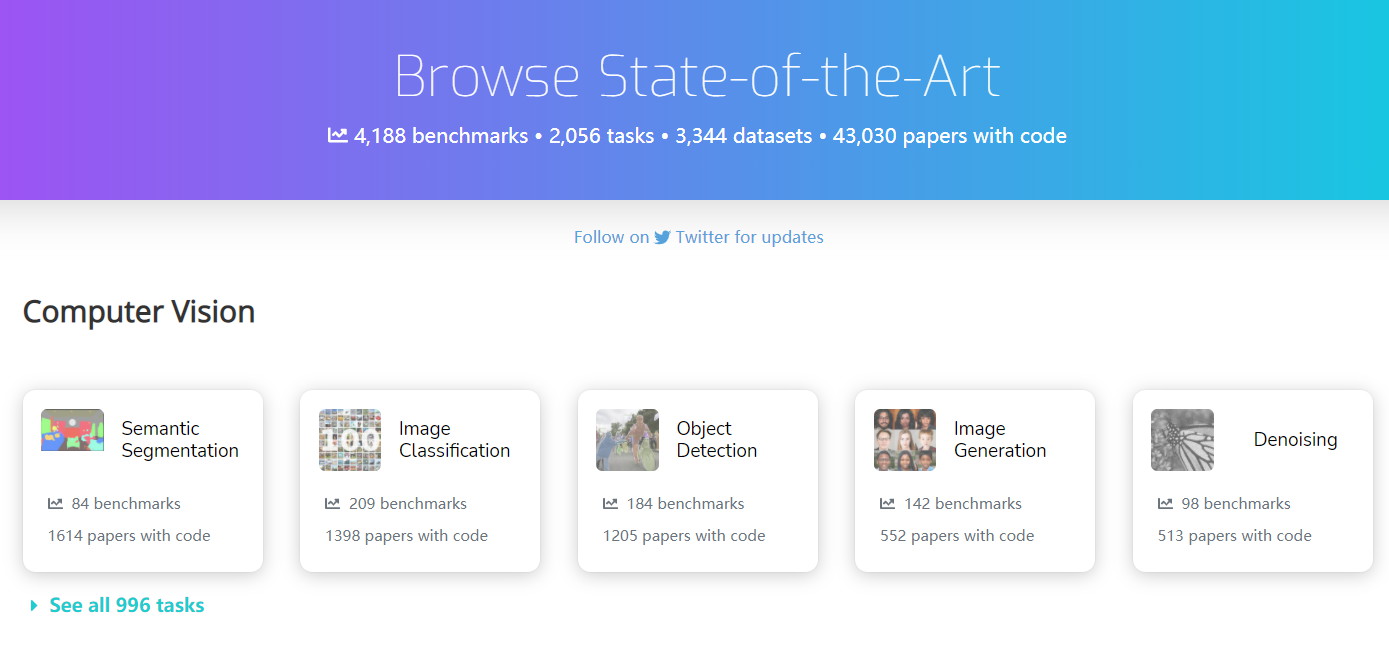 Browse State-of-the-Art
4,188 benchmarks • 2,056 tasks • 3,344 datasets • 43,030 papers with code
Follow on Twitter for updates
Computer Vision
Semantic
Segmentation
84 benchmarks
1614 papers with code
100
Image
Classification
209 benchmarks
1398 papers with code
Object
Detection
184 benchmarks
1205 papers with code
Image
Generation
142 benchmarks
552 papers with code
Denoising
98 benchmarks
513 papers with code
See all 996 tasks